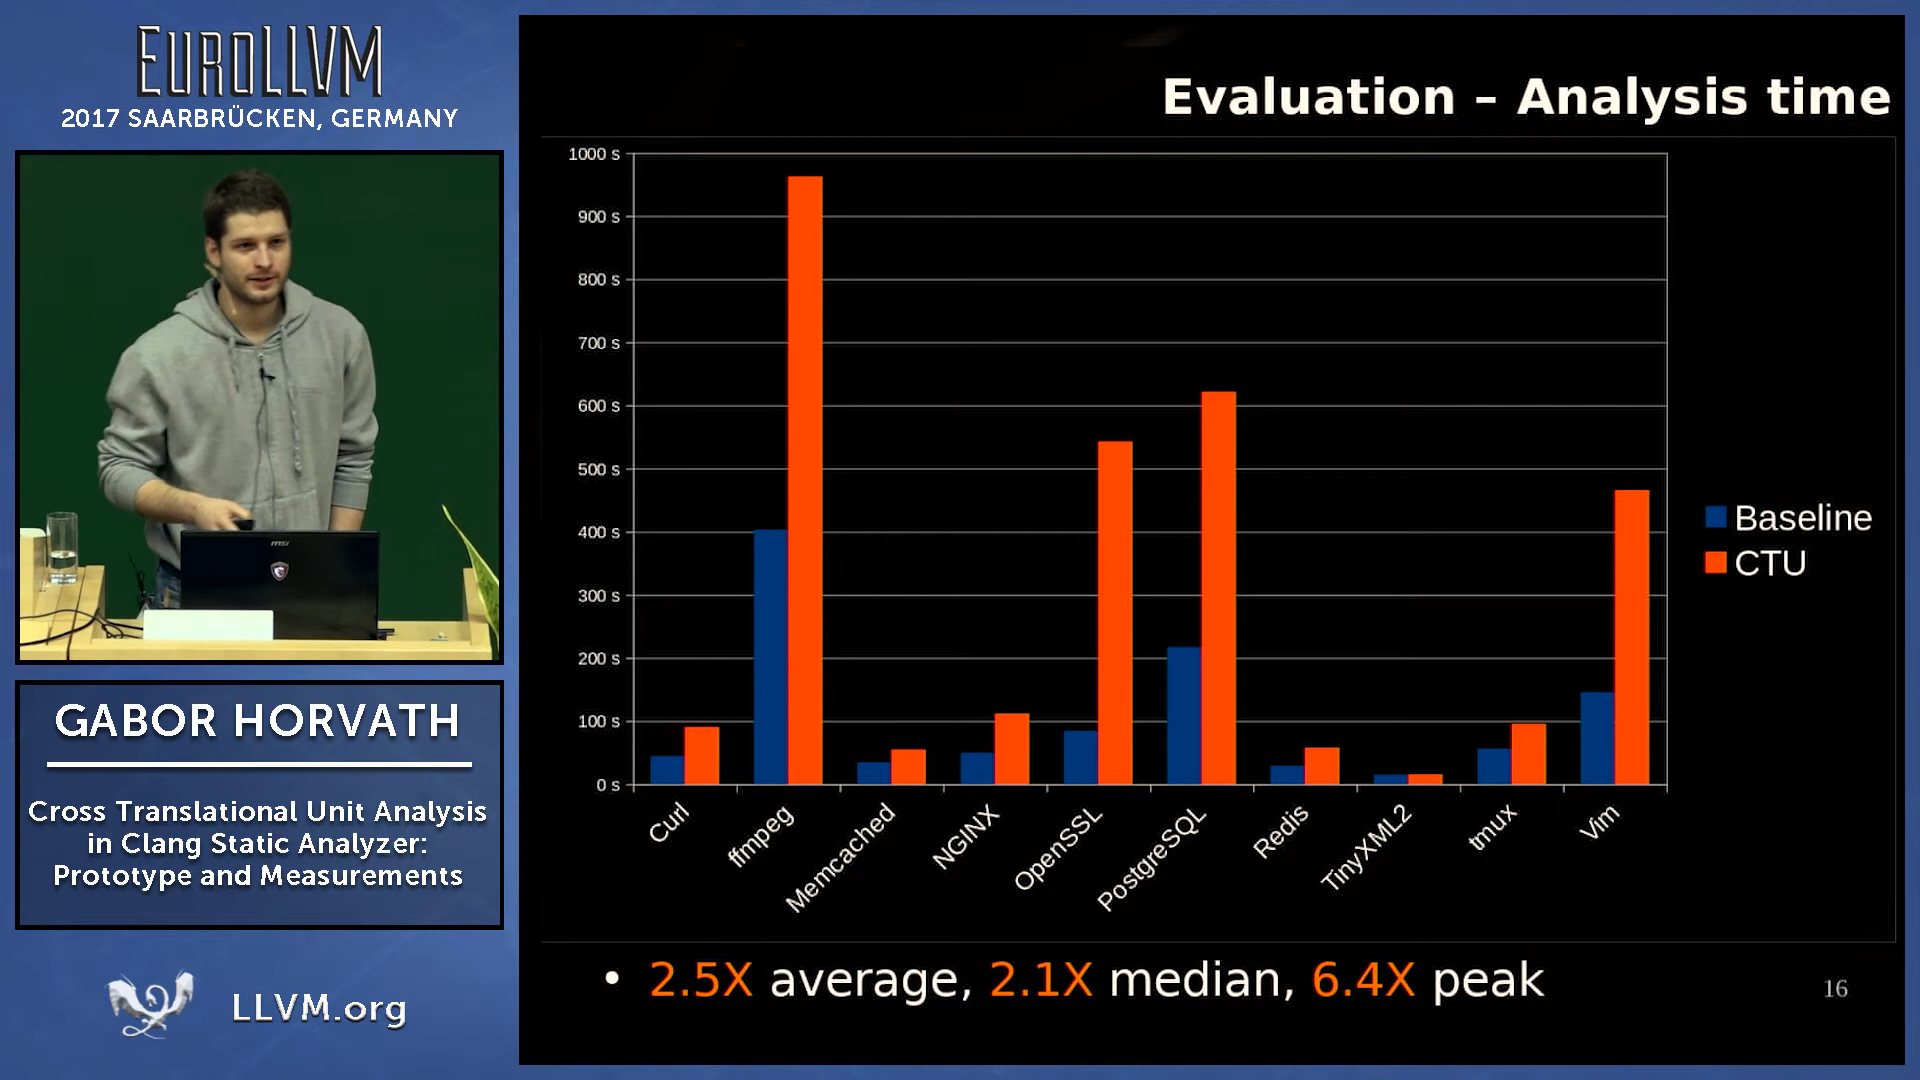 EUROLLVM
2017 SAARBRÜCKEN, GERMANY
msi
GABOR HORVATH
Cross Translational Unit Analysis
in Clang Static Analyzer:
Prototype and Measurements
LLVM.org
Evaluation – Analysis time
1000 s
900 s
800 s
700 s
600 s
500 s
400 s
300 s
200 s
100 s
0 s
Curl
ffmpeg
Memcached
NGINX
OpenSSL
PostgreSQL
Redis
TinyXML2
tmux
Vim
Baseline
CTU
• 2.5X average, 2.1X median, 6.4X peak
16